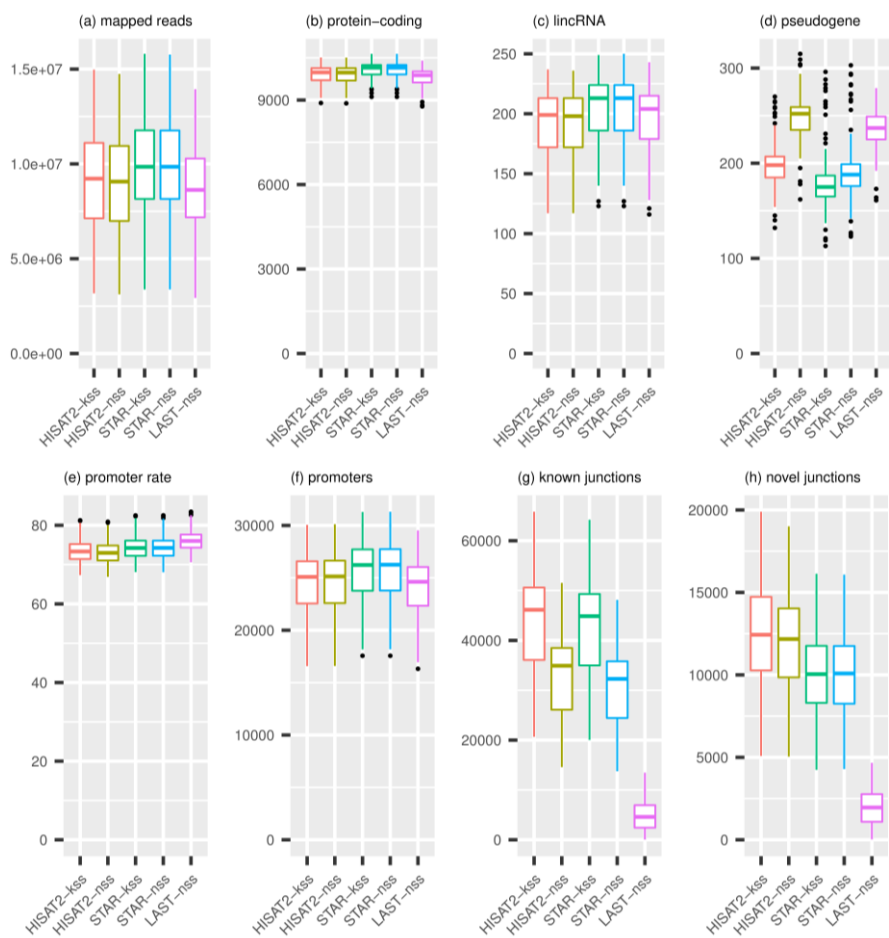 (a) mapped reads
1.5e+07
1.0e+07
5.0e+06
0.0e+00
HISAT2−kss
HISAT2−nss
STAR−kss
STAR−nss
LAST−nss
(b) protein−coding
9000
6000
3000
0
HISAT2−kss
HISAT2−nss
STAR−kss
STAR−nss
LAST−nss
(c) lincRNA
250
200
150
100
50
0
HISAT2−kss
HISAT2−nss
STAR−kss
STAR−nss
LAST−nss
(d) pseudogene
300
200
100
0
HISAT2−kss
HISAT2−nss
STAR−kss
STAR−nss
LAST−nss
(e) promoter rate
80
60
40
20
0
HISAT2−kss
HISAT2−nss
STAR−kss
STAR−nss
LAST−nss
(f) promoters
30000
20000
10000
0
HISAT2−kss
HISAT2−nss
STAR−kss
STAR−nss
LAST−nss
(g) known junctions
60000
40000
20000
0
HISAT2−kss
HISAT2−nss
STAR−kss
STAR−nss
LAST−nss
(h) novel junctions
20000
15000
10000
5000
0
HISAT2−kss
HISAT2−nss
STAR−kss
STAR−nss
LAST−nss